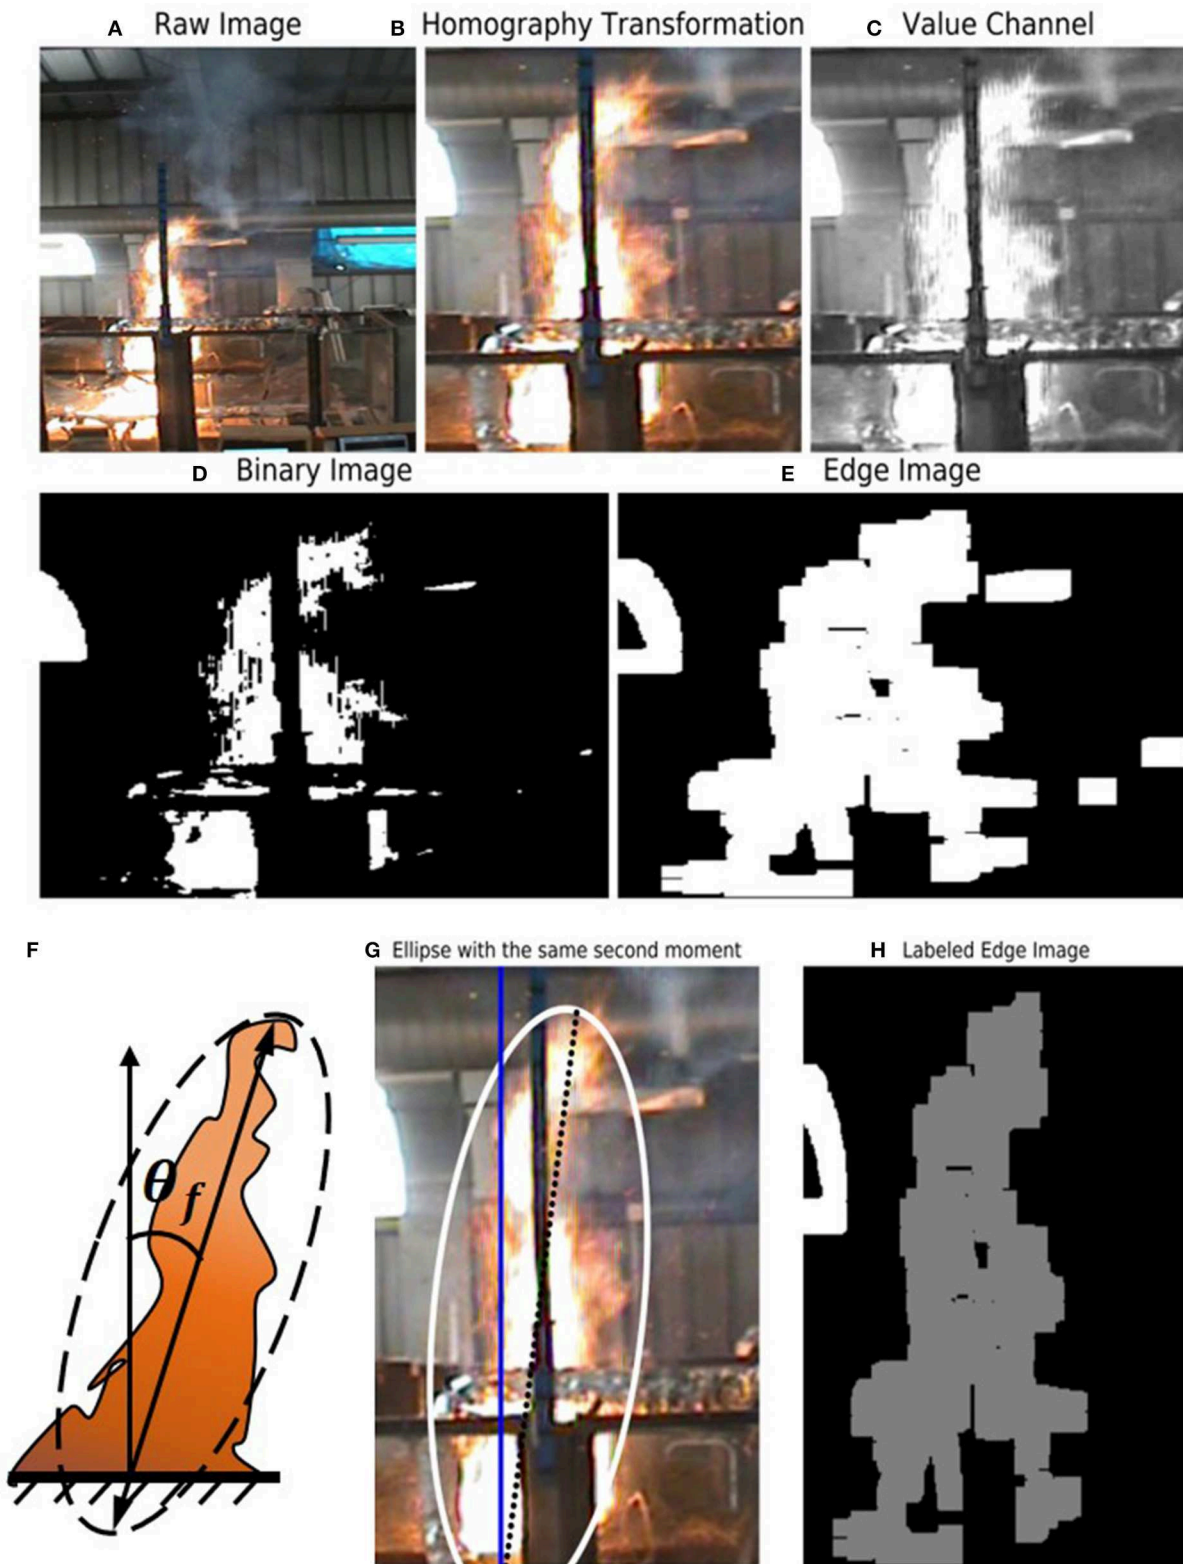 A Raw Image
B Homography Transformation
C Value Channel
D Binary Image
E Edge Image
F
G Ellipse with the same second moment
H Labeled Edge Image
θf